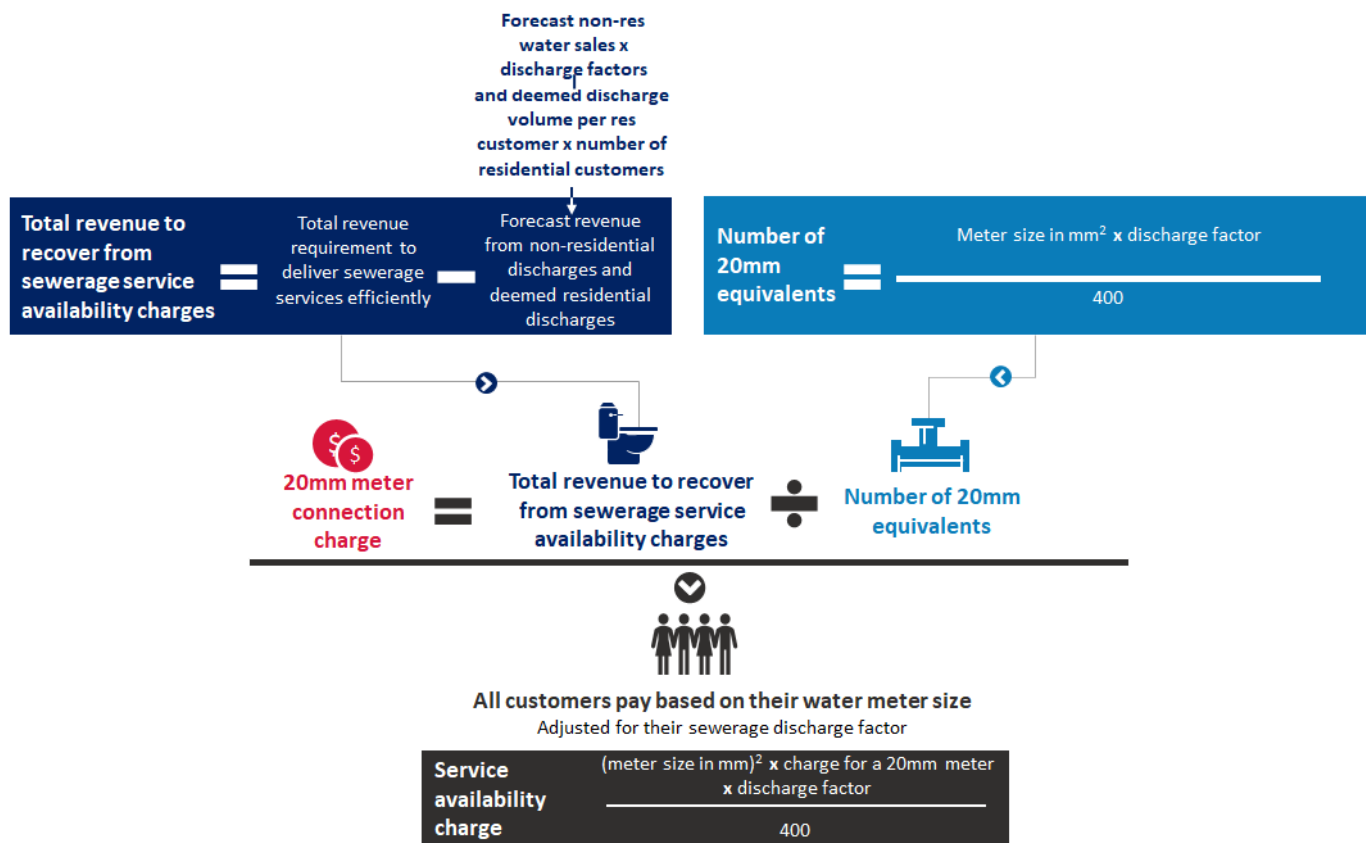 Forecast non-res
water sales x
discharge factors
and deemed discharge
volume per res
customer x number of
residential customers
Total revenue to
recover from
sewerage service
availability charges
=
Total revenue
requirement to
deliver sewerage
services efficiently
−
Forecast revenue
from non-residential
discharges and
deemed residential
discharges
Number of
20mm
equivalents
=
Meter size in mm² x discharge factor
400
$ $
20mm meter
connection
charge
=
Total revenue to recover
from sewerage service
availability charges
÷
Number of 20mm
equivalents
All customers pay based on their water meter size
Adjusted for their sewerage discharge factor
Service
availability
charge
(meter size in mm)² x charge for a 20mm meter
x discharge factor
400